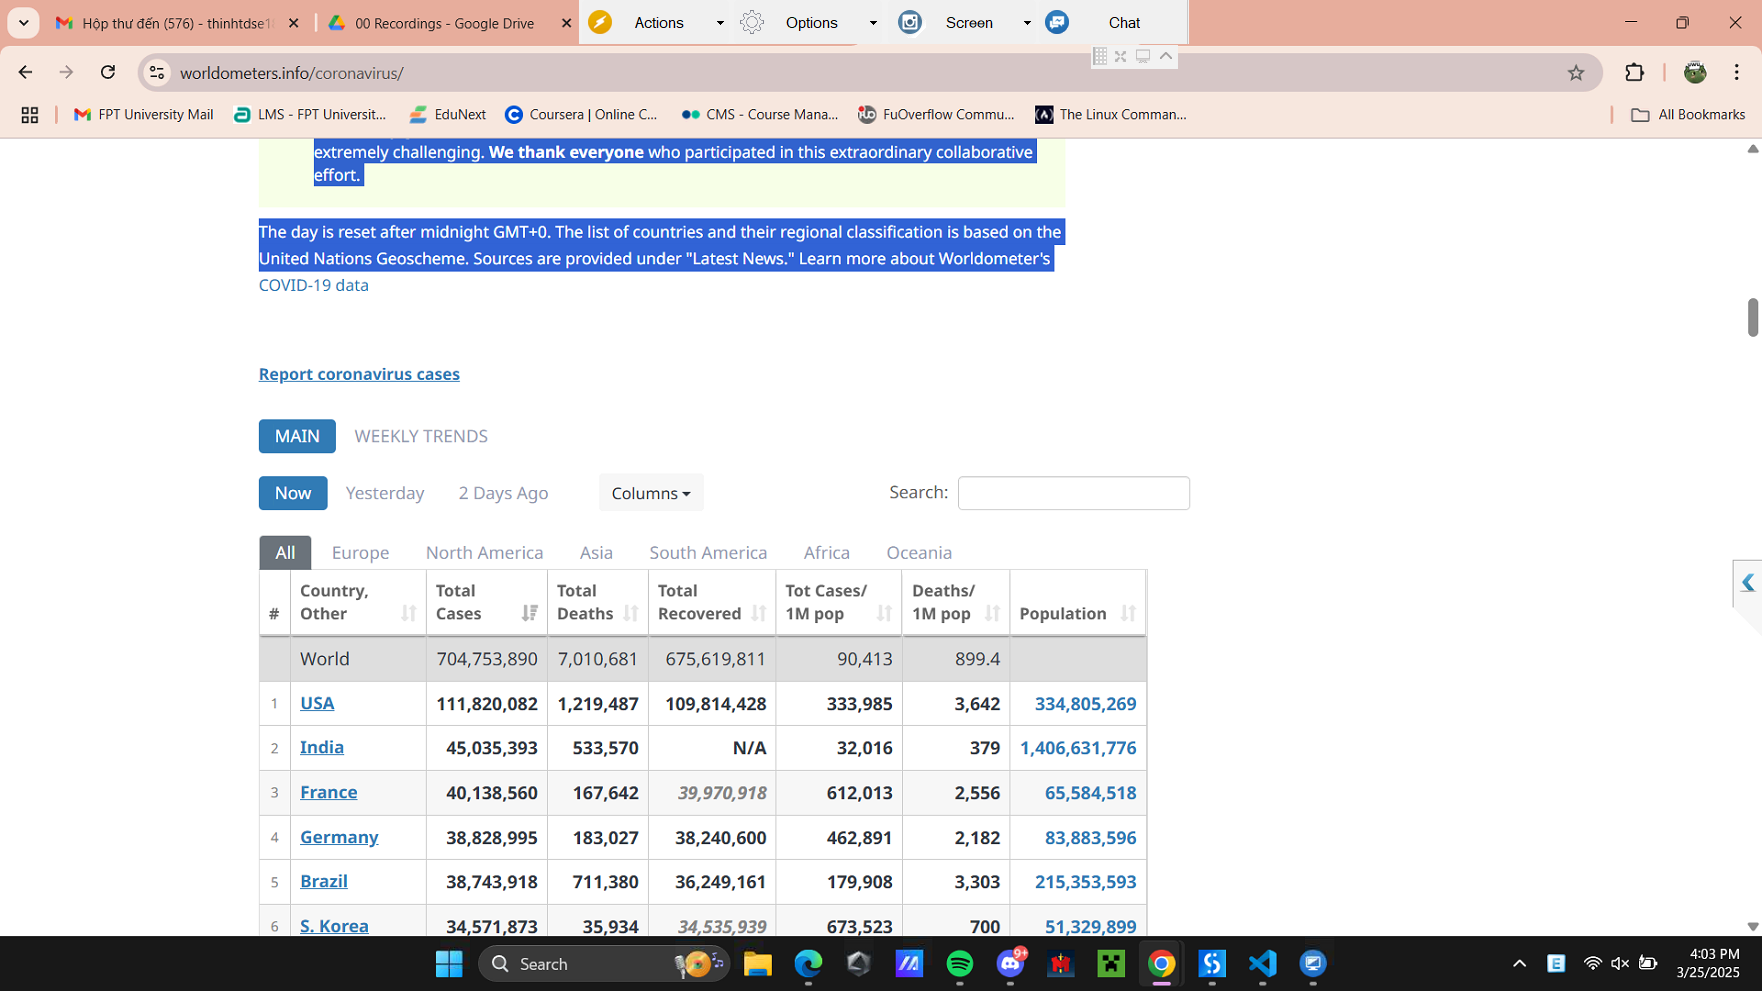 Hộp thư đến (576) - thinhtdse1
00 Recordings - Google Drive
Actions
Options
Screen
Chat
worldometers.info/coronavirus/
FPT University Mail
LMS - FPT Universit...
EduNext
Coursera | Online C...
CMS - Course Mana...
FuOverflow Commu...
The Linux Comman...
All Bookmarks
extremely challenging. We thank everyone who participated in this extraordinary collaborative
effort.
The day is reset after midnight GMT+0. The list of countries and their regional classification is based on the
United Nations Geoscheme. Sources are provided under "Latest News." Learn more about Worldometer's
COVID-19 data
Report coronavirus cases
MAIN WEEKLY TRENDS
Now Yesterday 2 Days Ago Columns Search:
All Europe North America Asia South America Africa Oceania
# Country, Other Total Cases Total Deaths Total Recovered Tot Cases/ 1M pop Deaths/ 1M pop Population
World 704,753,890 7,010,681 675,619,811 90,413 899.4
1 USA 111,820,082 1,219,487 109,814,428 333,985 3,642 334,805,269
2 India 45,035,393 533,570 N/A 32,016 379 1,406,631,776
3 France 40,138,560 167,642 39,970,918 612,013 2,556 65,584,518
4 Germany 38,828,995 183,027 38,240,600 462,891 2,182 83,883,596
5 Brazil 38,743,918 711,380 36,249,161 179,908 3,303 215,353,593
6 S. Korea 34,571,873 35,934 34,535,939 673,523 700 51,329,899
Search
9+
E
4:03 PM
3/25/2025